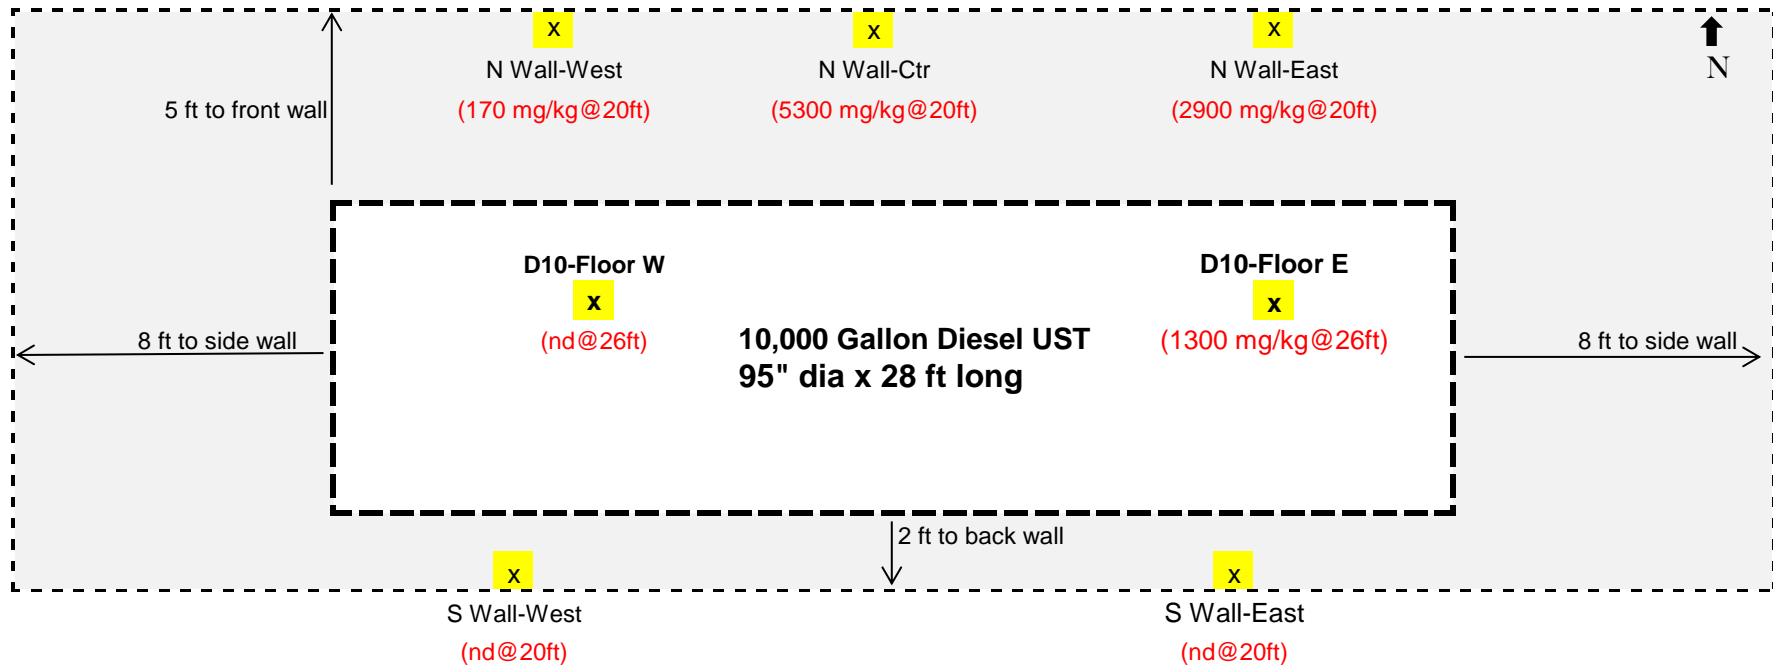 x x x
N
N Wall-West N Wall-Ctr N Wall-East
5 ft to front wall
(170 mg/kg@20ft) (5300 mg/kg@20ft) (2900 mg/kg@20ft)
D10-Floor W D10-Floor E
x x
(nd@26ft) (1300 mg/kg@26ft)
8 ft to side wall
10,000 Gallon Diesel UST
95" dia x 28 ft long
8 ft to side wall
2 ft to back wall
x x
S Wall-West S Wall-East
(nd@20ft) (nd@20ft)